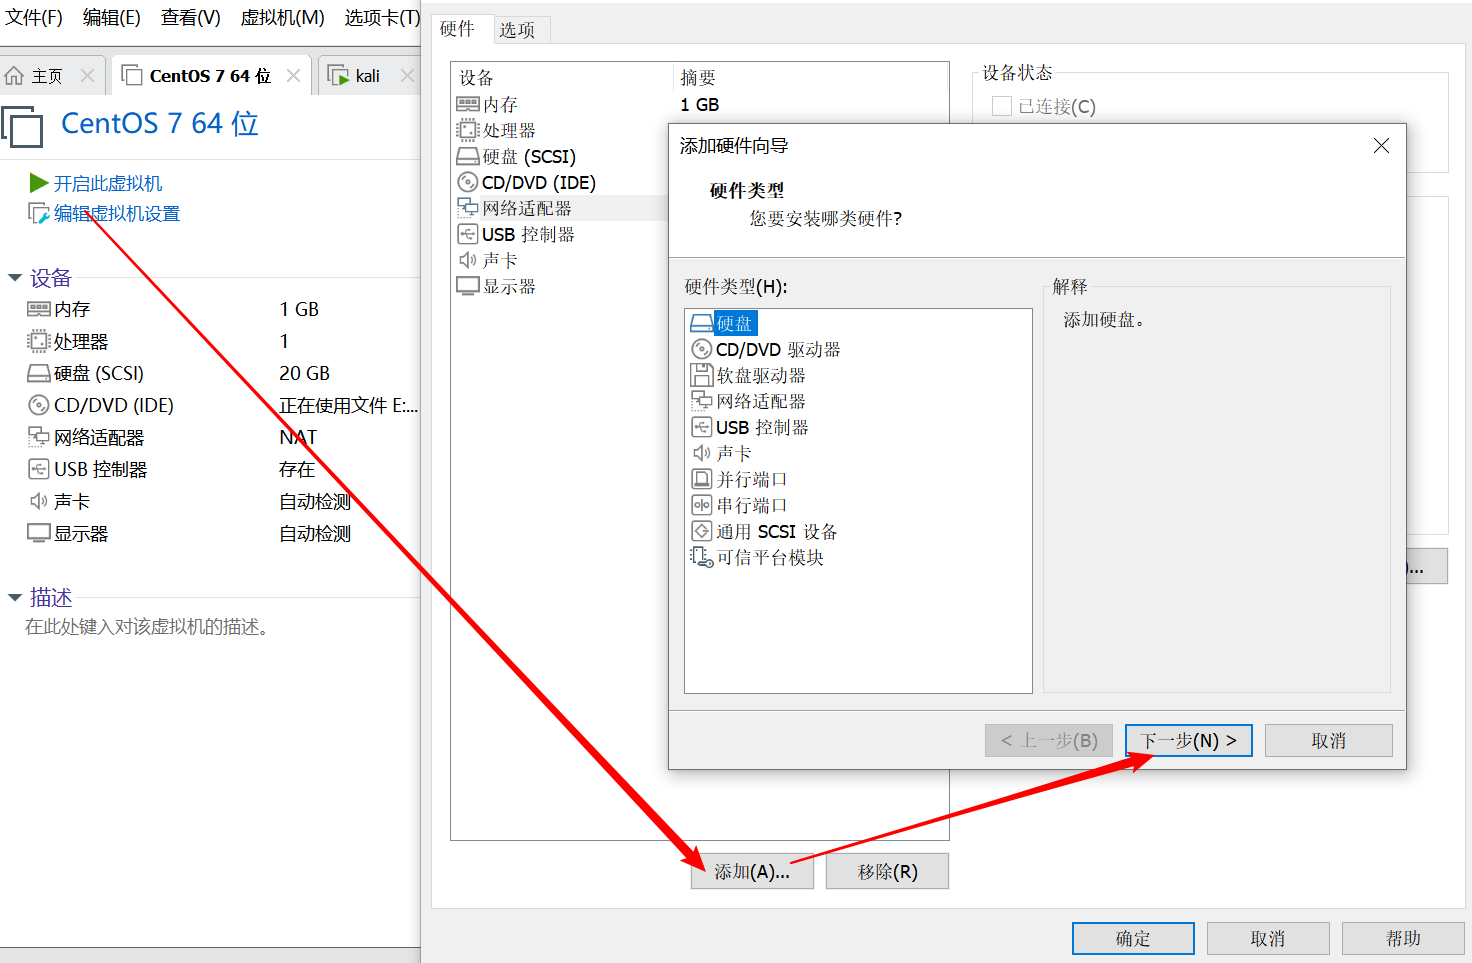 文件(F) 编辑(E) 查看(V) 虚拟机(M) 选项卡(T)
主页 CentOS 7 64 位 kali
CentOS 7 64 位
开启此虚拟机
编辑虚拟机设置
设备
内存 1 GB
处理器 1
硬盘 (SCSI) 20 GB
CD/DVD (IDE) 正在使用文件 E:...
网络适配器 NAT
USB 控制器 存在
声卡 自动检测
显示器 自动检测
描述
在此处键入对该虚拟机的描述。
硬件 选项
设备 摘要
内存 1 GB
处理器
硬盘 (SCSI)
CD/DVD (IDE)
网络适配器
USB 控制器
声卡
显示器
设备状态
已连接(C)
)...
添加硬件向导
硬件类型
您要安装哪类硬件?
硬件类型(H):
硬盘
CD/DVD 驱动器
软盘驱动器
网络适配器
USB 控制器
声卡
并行端口
串行端口
通用 SCSI 设备
可信平台模块
解释
添加硬盘。
< 上一步(B) 下一步(N) > 取消
添加(A)... 移除(R)
确定 取消 帮助